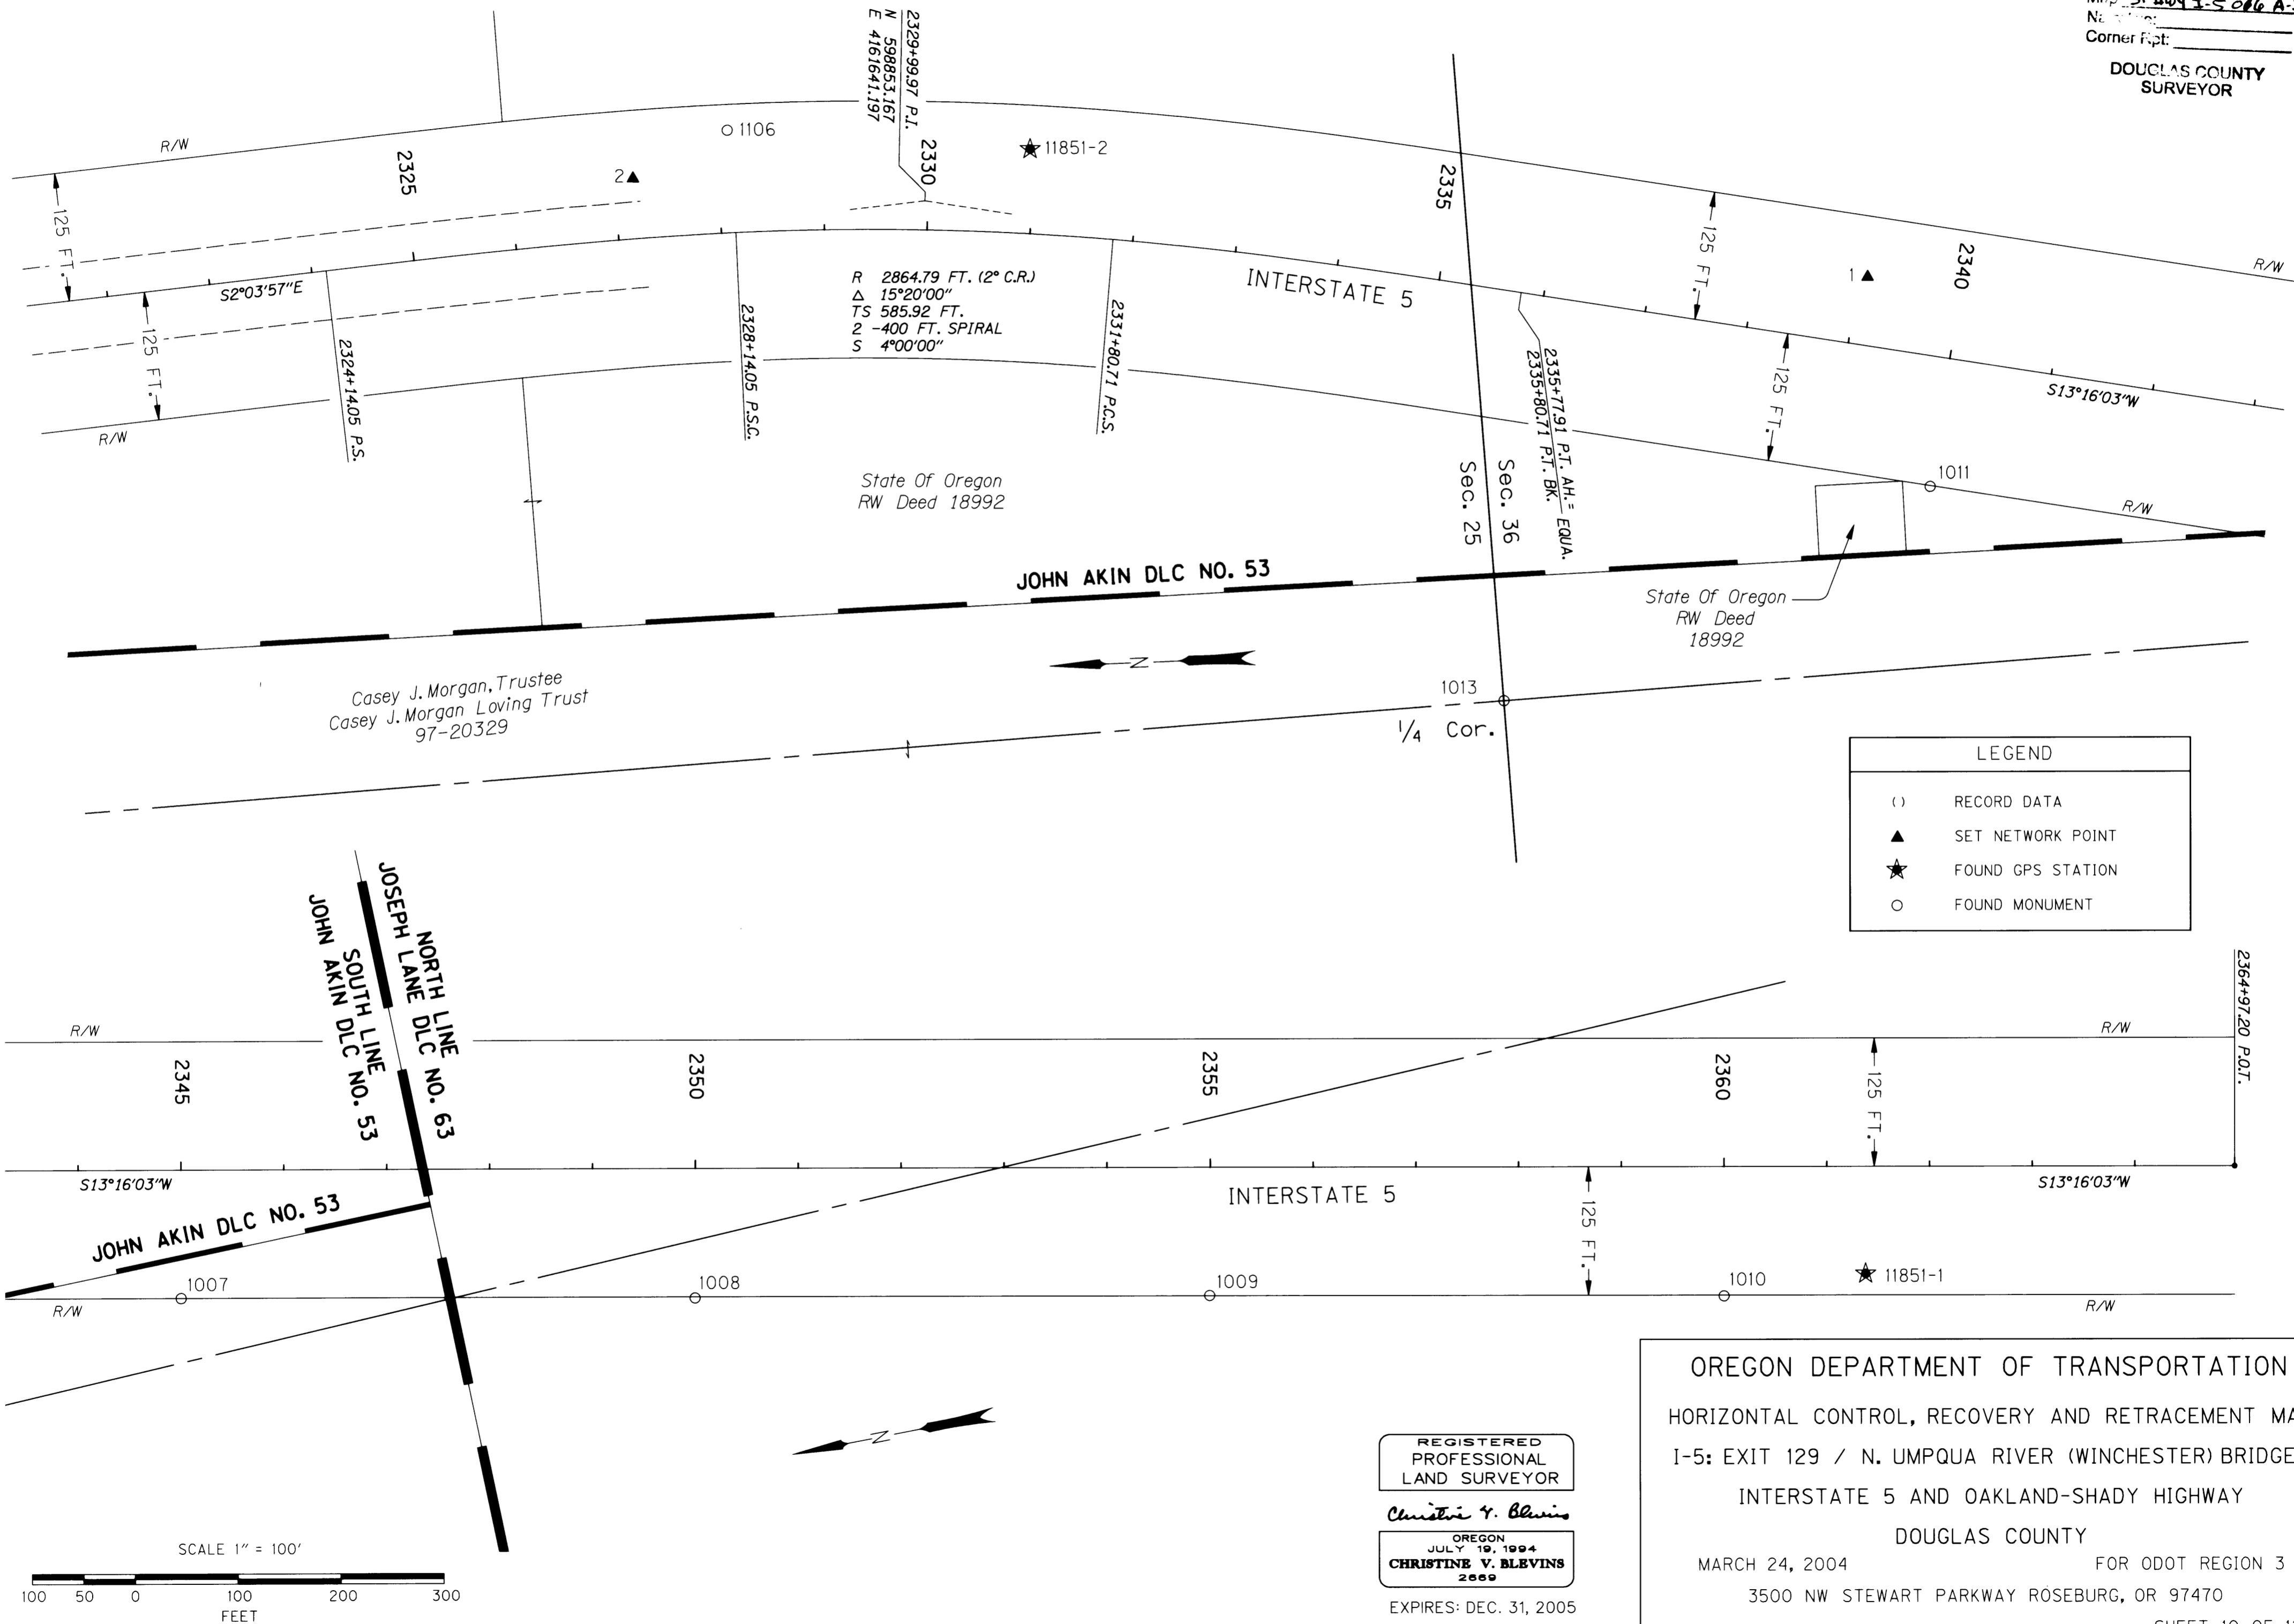 I-5
Corner Rpt:
DOUGLAS COUNTY
SURVEYOR
2329+99.97 P.I.
N 598853.167
E 4161641.197
R/W
1106
11851-2
2325
2330
2335
2340
2
1
125 FT.
125 FT.
125 FT.
125 FT.
R/W
S2°03'57"E
INTERSTATE 5
R 2864.79 FT. (2° C.R.)
△ 15°20'00"
TS 585.92 FT.
2 -400 FT. SPIRAL
S 4°00'00"
2324+14.05 P.S.
2328+14.05 P.S.C.
2331+80.71 P.C.S.
2335+77.91 P.T. AH.= EQUA.
2335+80.71 P.T. BK.
S13°16'03"W
R/W
State Of Oregon
RW Deed 18992
Sec. 36
Sec. 25
1011
R/W
JOHN AKIN DLC NO. 53
State Of Oregon
RW Deed
18992
N
Casey J. Morgan, Trustee
Casey J. Morgan Loving Trust
97-20329
1013
1/4 Cor.
LEGEND
( ) RECORD DATA
▲ SET NETWORK POINT
FOUND GPS STATION
○ FOUND MONUMENT
NORTH LINE
JOSEPH LANE DLC NO. 63
SOUTH LINE
JOHN AKIN DLC NO. 53
2364+97.20 P.O.T.
R/W
R/W
2345
2350
2355
2360
125 FT.
S13°16'03"W
INTERSTATE 5
S13°16'03"W
125 FT.
JOHN AKIN DLC NO. 53
1007
1008
1009
1010
11851-1
R/W
R/W
N
SCALE 1" = 100'
100 50 0 100 200 300
FEET
REGISTERED
PROFESSIONAL
LAND SURVEYOR
Christine V. Blevins
OREGON
JULY 19, 1994
CHRISTINE V. BLEVINS
2669
EXPIRES: DEC. 31, 2005
OREGON DEPARTMENT OF TRANSPORTATION
HORIZONTAL CONTROL, RECOVERY AND RETRACEMENT MA
I-5: EXIT 129 / N. UMPQUA RIVER (WINCHESTER) BRIDGE
INTERSTATE 5 AND OAKLAND-SHADY HIGHWAY
DOUGLAS COUNTY
MARCH 24, 2004 FOR ODOT REGION 3
3500 NW STEWART PARKWAY ROSEBURG, OR 97470